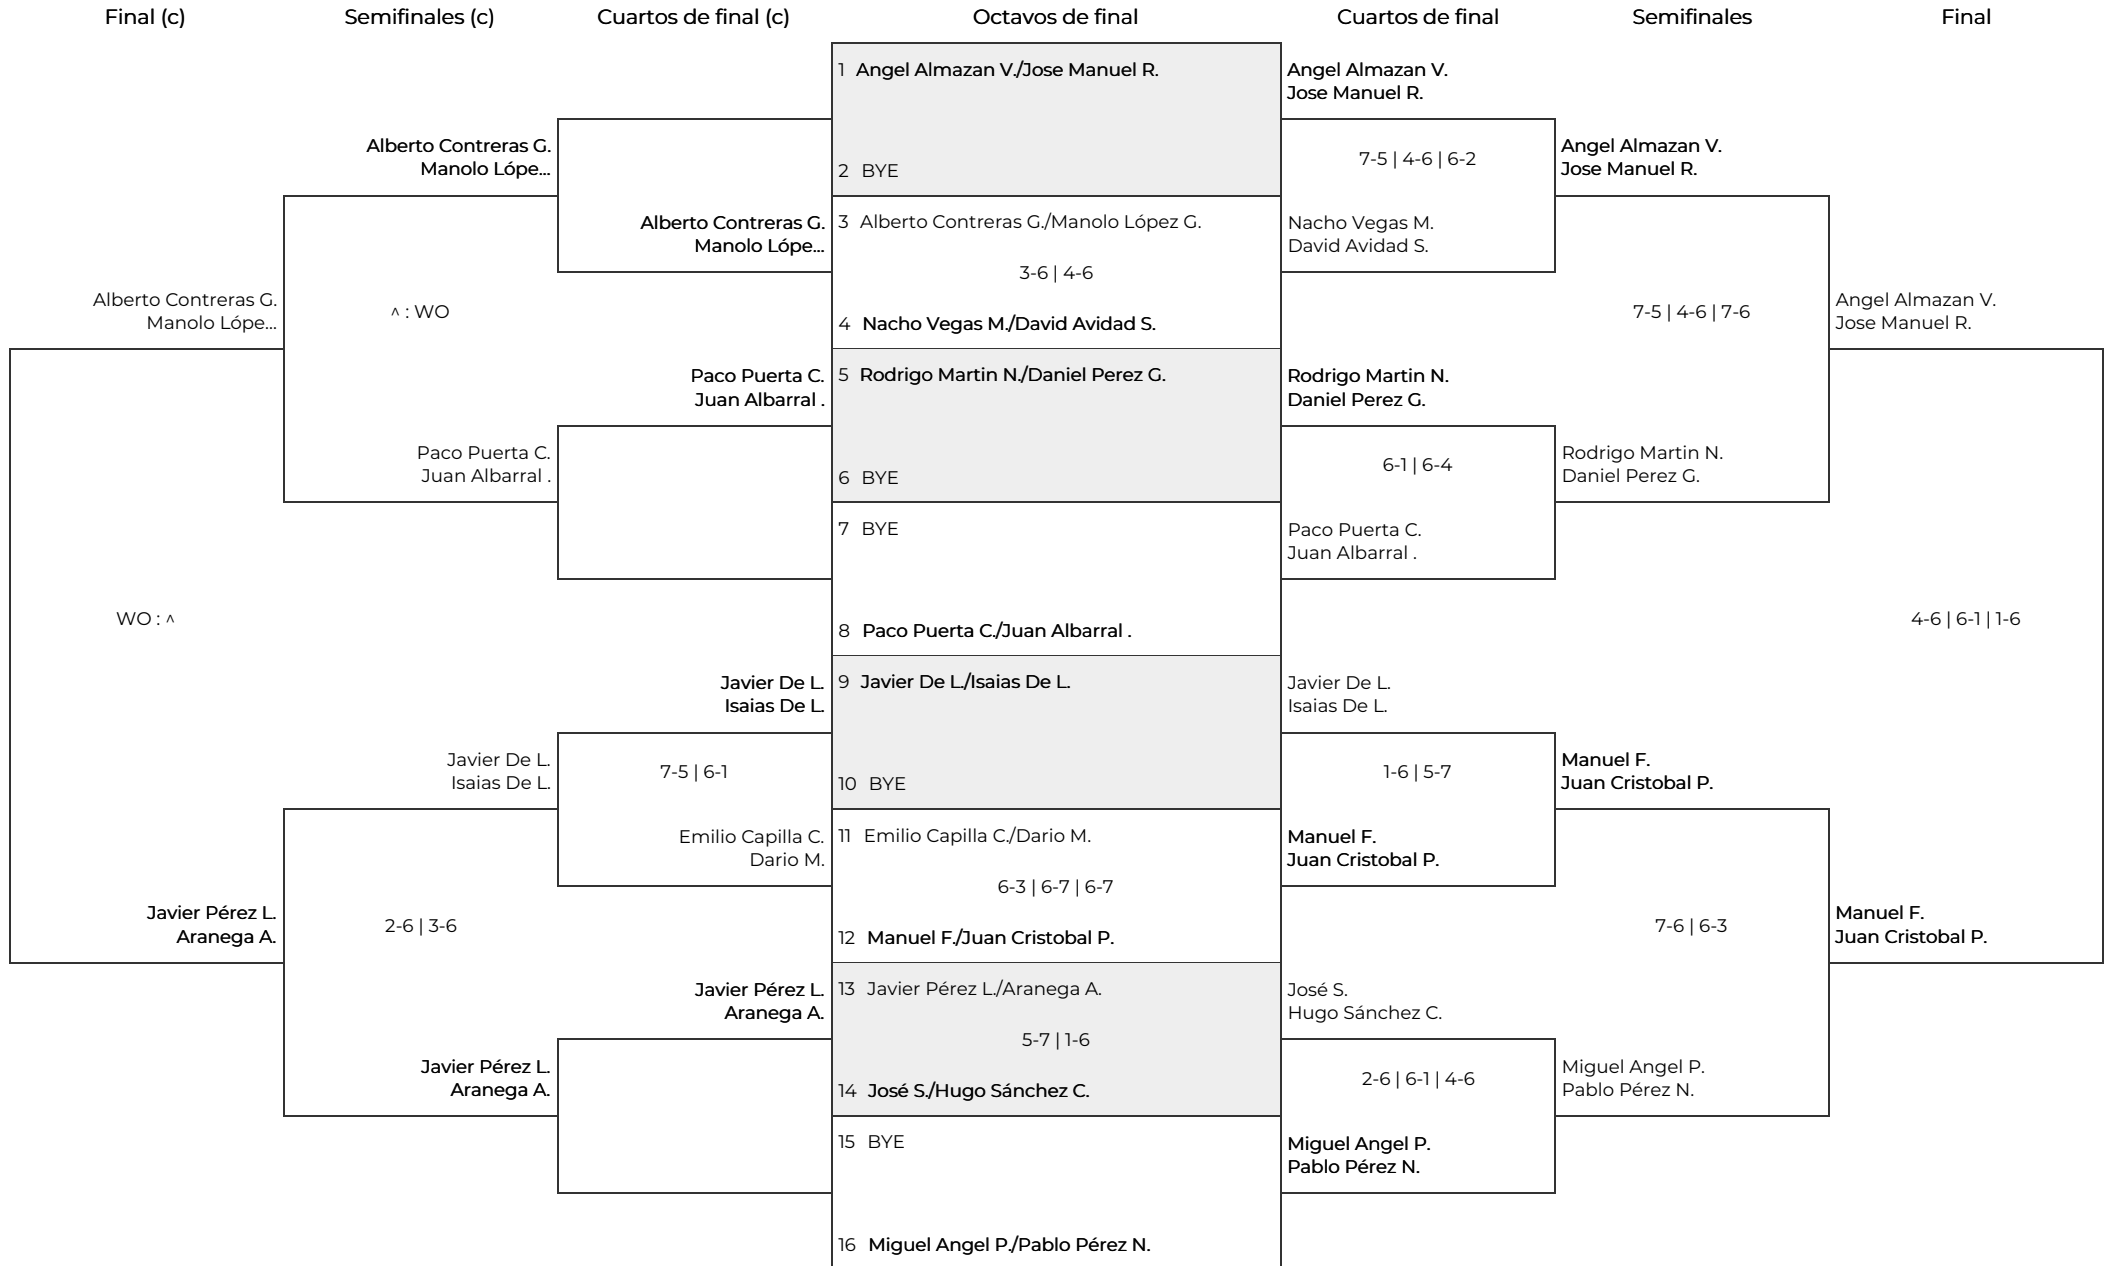 Final (c)
Semifinales (c)
Cuartos de final (c)
Octavos de final
Cuartos de final
Semifinales
Final
Alberto Contreras G.
Manolo Lópe...
WO : ^
Javier Pérez L.
Aranega A.
Alberto Contreras G.
Manolo Lópe...
^ : WO
Paco Puerta C.
Juan Albarral .
Javier De L.
Isaias De L.
2-6 | 3-6
Javier Pérez L.
Aranega A.
Alberto Contreras G.
Manolo Lópe...
Paco Puerta C.
Juan Albarral .
Javier De L.
Isaias De L.
7-5 | 6-1
Emilio Capilla C.
Dario M.
Javier Pérez L.
Aranega A.
1 Angel Almazan V./Jose Manuel R.
2 BYE
3 Alberto Contreras G./Manolo López G.
3-6 | 4-6
4 Nacho Vegas M./David Avidad S.
5 Rodrigo Martin N./Daniel Perez G.
6 BYE
7 BYE
8 Paco Puerta C./Juan Albarral .
9 Javier De L./Isaias De L.
10 BYE
11 Emilio Capilla C./Dario M.
6-3 | 6-7 | 6-7
12 Manuel F./Juan Cristobal P.
13 Javier Pérez L./Aranega A.
5-7 | 1-6
14 José S./Hugo Sánchez C.
15 BYE
16 Miguel Angel P./Pablo Pérez N.
Angel Almazan V.
Jose Manuel R.
7-5 | 4-6 | 6-2
Nacho Vegas M.
David Avidad S.
Rodrigo Martin N.
Daniel Perez G.
6-1 | 6-4
Paco Puerta C.
Juan Albarral .
Javier De L.
Isaias De L.
1-6 | 5-7
Manuel F.
Juan Cristobal P.
José S.
Hugo Sánchez C.
2-6 | 6-1 | 4-6
Miguel Angel P.
Pablo Pérez N.
Angel Almazan V.
Jose Manuel R.
7-5 | 4-6 | 7-6
Rodrigo Martin N.
Daniel Perez G.
Manuel F.
Juan Cristobal P.
7-6 | 6-3
Miguel Angel P.
Pablo Pérez N.
Angel Almazan V.
Jose Manuel R.
4-6 | 6-1 | 1-6
Manuel F.
Juan Cristobal P.